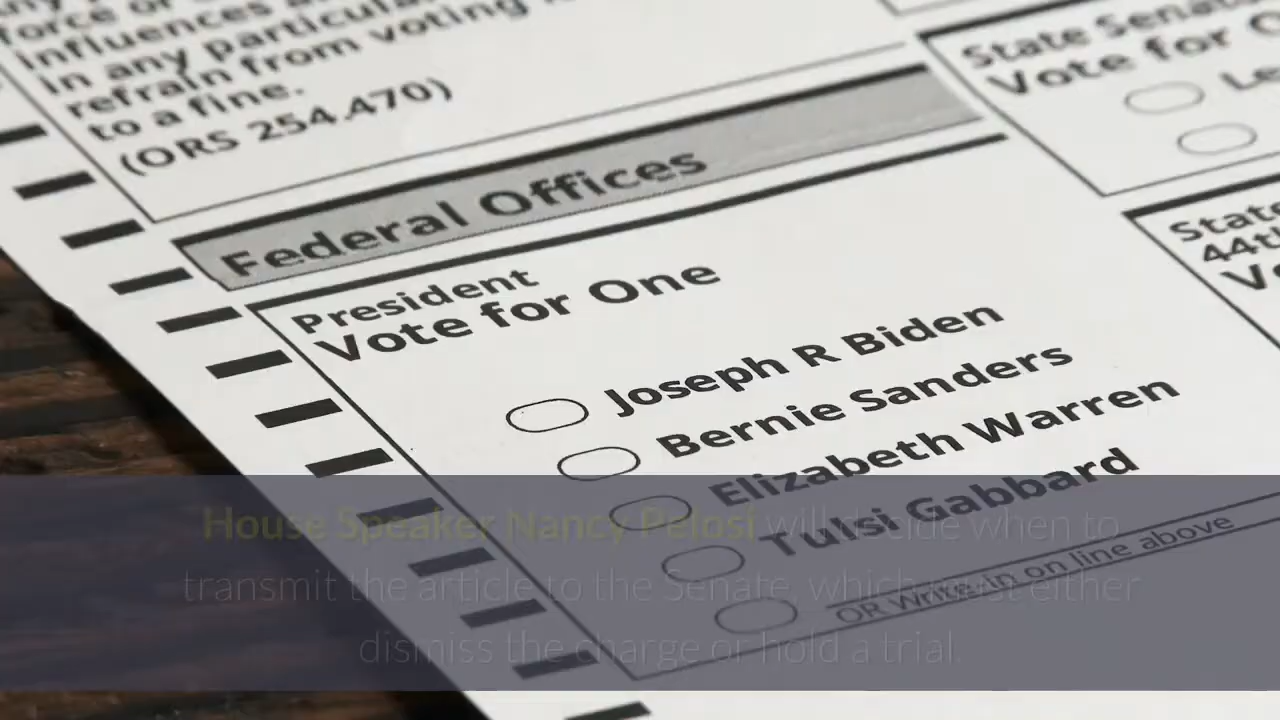 force or
influences
in any particular
refrain from voting
to a fine.
(ORS 254.470)
Federal Offices
President
Vote for One
Joseph R Biden
Bernie Sanders
Elizabeth Warren
Tulsi Gabbard
OR Write-in on line above
State Senat
Vote for O
Le
State
44th
Vo
House Speaker Nancy Pelosi will decide when to
transmit the article to the Senate, which must either
dismiss the charge or hold a trial.